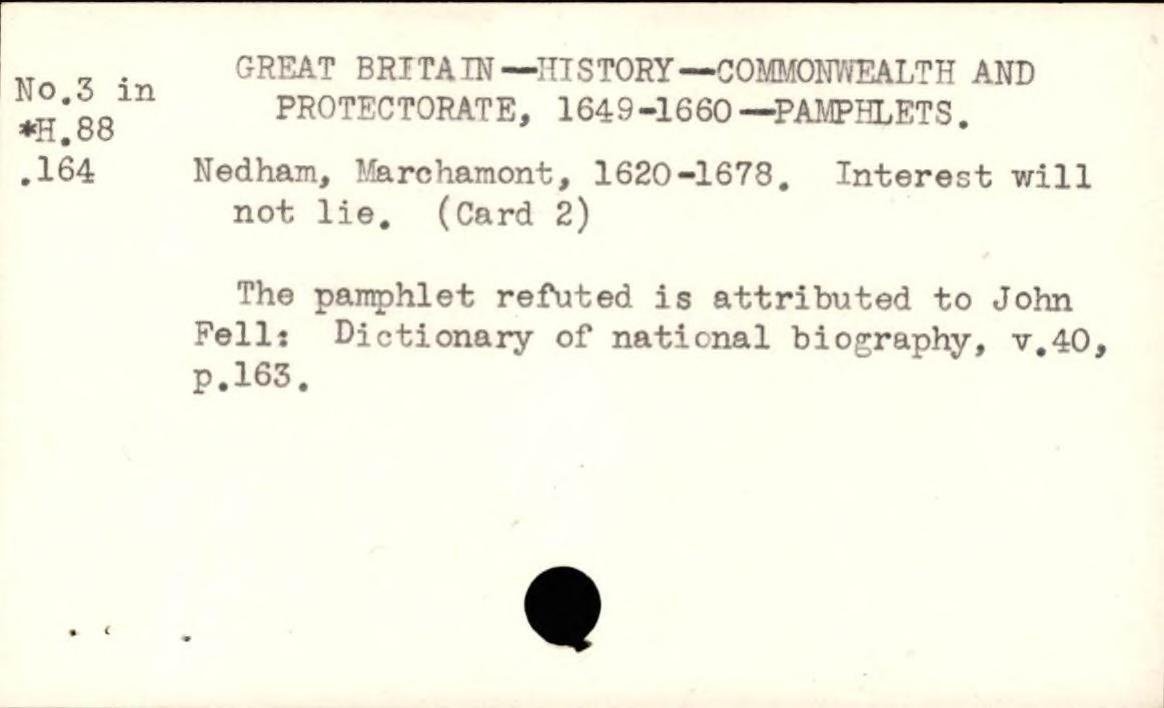 GREAT BRITAIN—HISTORY—COMMONWEALTH AND
PROTECTORATE, 1649-1660—PAMPHLETS.
No.3 in
*H.88
.164
Nedham, Marchamont, 1620-1678. Interest will
not lie. (Card 2)
The pamphlet refuted is attributed to John
Fell: Dictionary of national biography, v.40,
p.163.